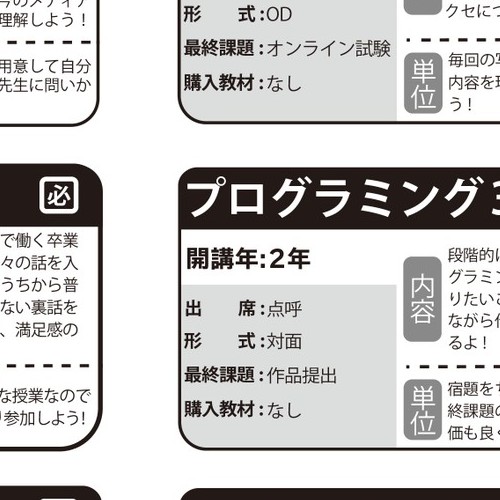 理解しよう！
用意して自分
先生に問いか
必
で働く卒業
々の話を入
うちから普
ない裏話を
、満足感の
な授業なので
参加しよう!
形　式：OD
最終課題：オンライン試験
購入教材：なし
クセにつ
単位
毎回の
内容を
う！
プログラミング
開講年：2年
出　席：点呼
形　式：対面
最終課題：作品提出
購入教材：なし
内容
段階的に
グラミン
りたいこ
ながら
るよ！
単位
宿題を
終課題
価も良